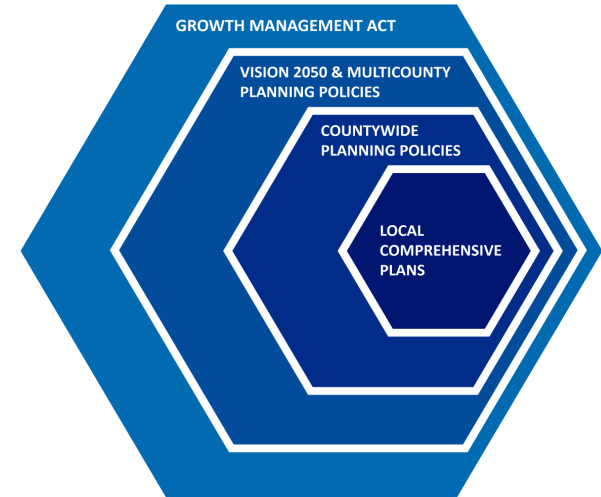 GROWTH MANAGEMENT ACT
VISION 2050 & MULTICOUNTY
PLANNING POLICIES
COUNTYWIDE
PLANNING POLICIES
LOCAL
COMPREHENSIVE
PLANS